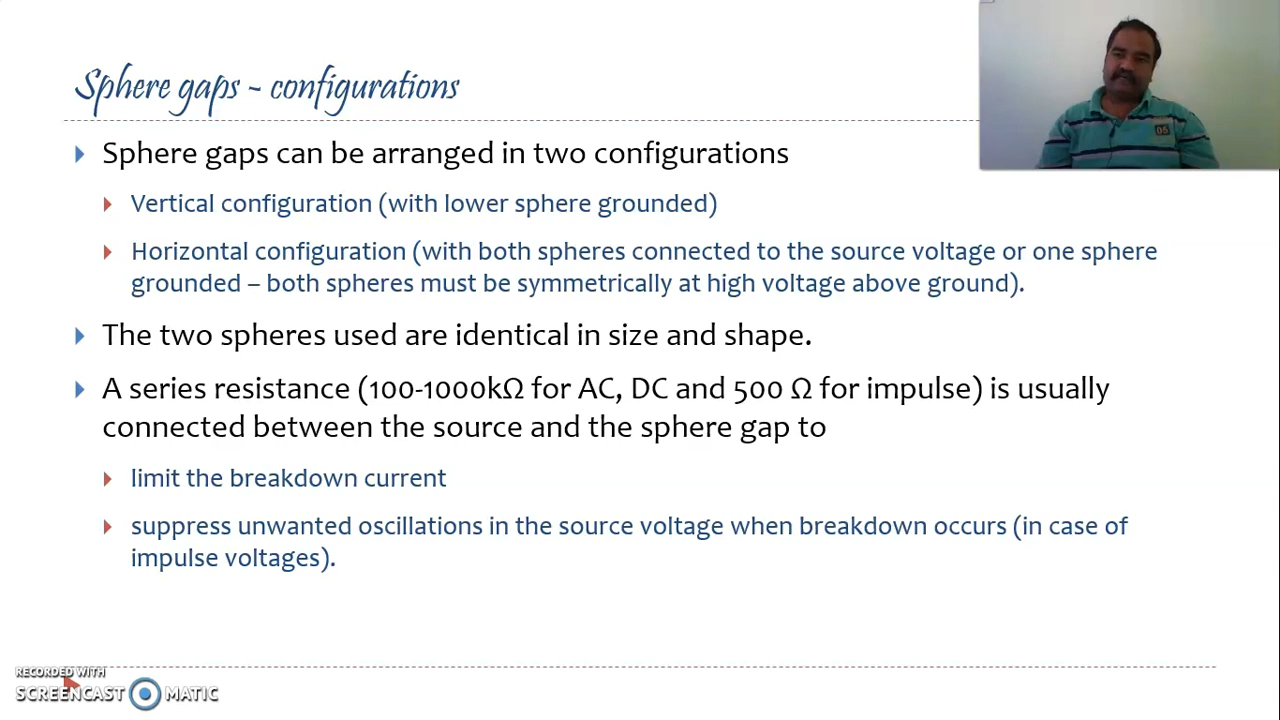 Sphere gaps - configurations
Sphere gaps can be arranged in two configurations
Vertical configuration (with lower sphere grounded)
Horizontal configuration (with both spheres connected to the source voltage or one sphere
grounded – both spheres must be symmetrically at high voltage above ground).
The two spheres used are identical in size and shape.
A series resistance (100-1000kΩ for AC, DC and 500 Ω for impulse) is usually
connected between the source and the sphere gap to
limit the breakdown current
suppress unwanted oscillations in the source voltage when breakdown occurs (in case of
impulse voltages).
RECORDED WITH
SCREENCAST MATIC